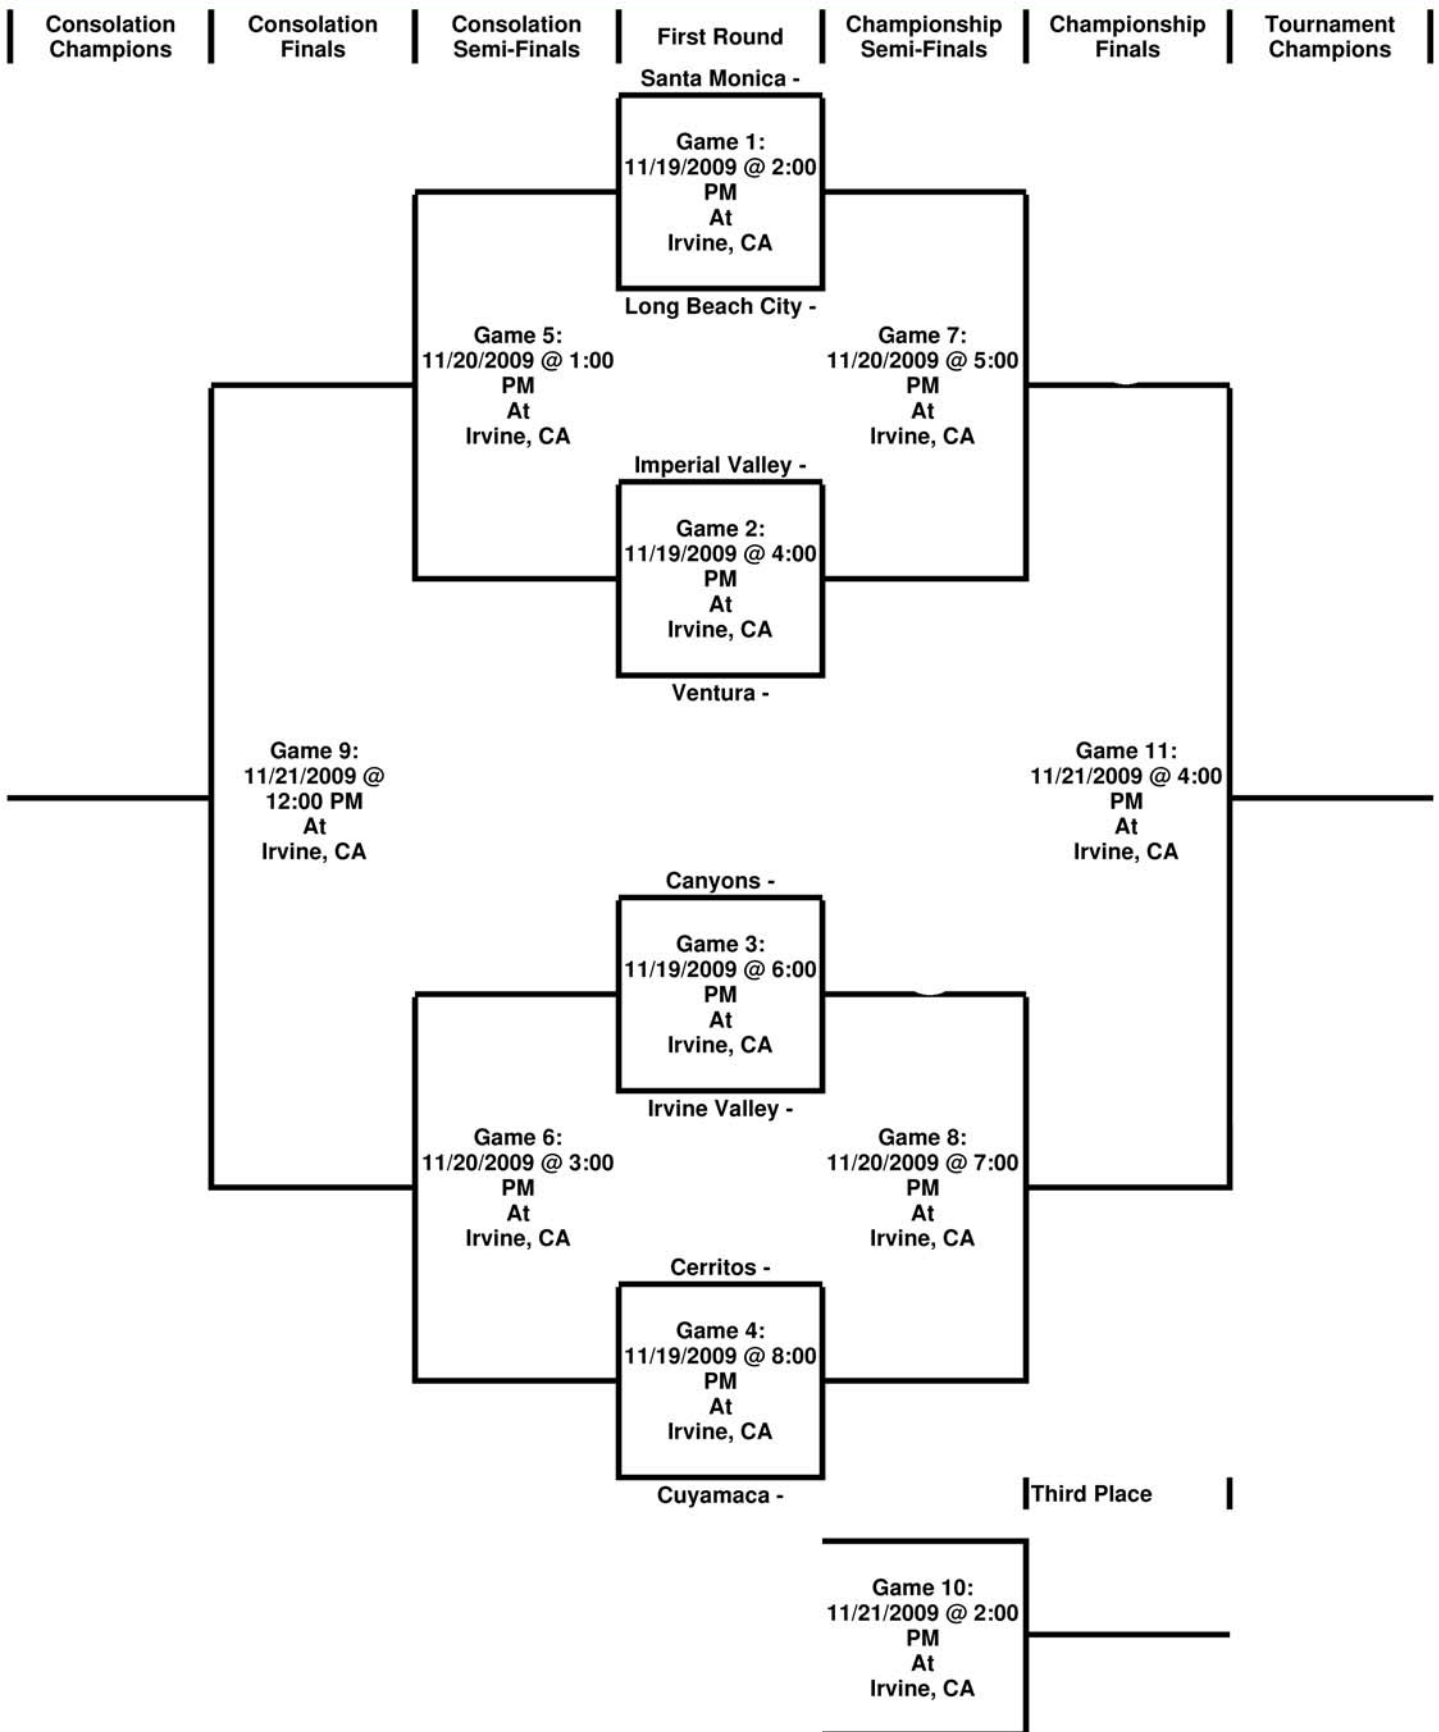 Consolation
Champions
Consolation
Finals
Consolation
Semi-Finals
First Round
Championship
Semi-Finals
Championship
Finals
Tournament
Champions
Santa Monica -
Game 1:
11/19/2009 @ 2:00
PM
At
Irvine, CA
Long Beach City -
Game 5:
11/20/2009 @ 1:00
PM
At
Irvine, CA
Game 7:
11/20/2009 @ 5:00
PM
At
Irvine, CA
Imperial Valley -
Game 2:
11/19/2009 @ 4:00
PM
At
Irvine, CA
Ventura -
Game 9:
11/21/2009 @
12:00 PM
At
Irvine, CA
Game 11:
11/21/2009 @ 4:00
PM
At
Irvine, CA
Canyons -
Game 3:
11/19/2009 @ 6:00
PM
At
Irvine, CA
Irvine Valley -
Game 6:
11/20/2009 @ 3:00
PM
At
Irvine, CA
Game 8:
11/20/2009 @ 7:00
PM
At
Irvine, CA
Cerritos -
Game 4:
11/19/2009 @ 8:00
PM
At
Irvine, CA
Cuyamaca -
Third Place
Game 10:
11/21/2009 @ 2:00
PM
At
Irvine, CA